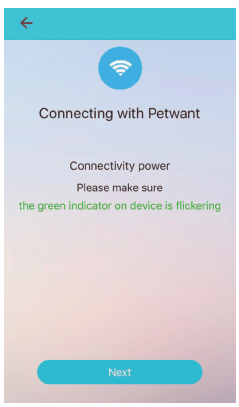 Connecting with Petwant
Connectivity power
Please make sure
the green indicator on device is flickering
Next